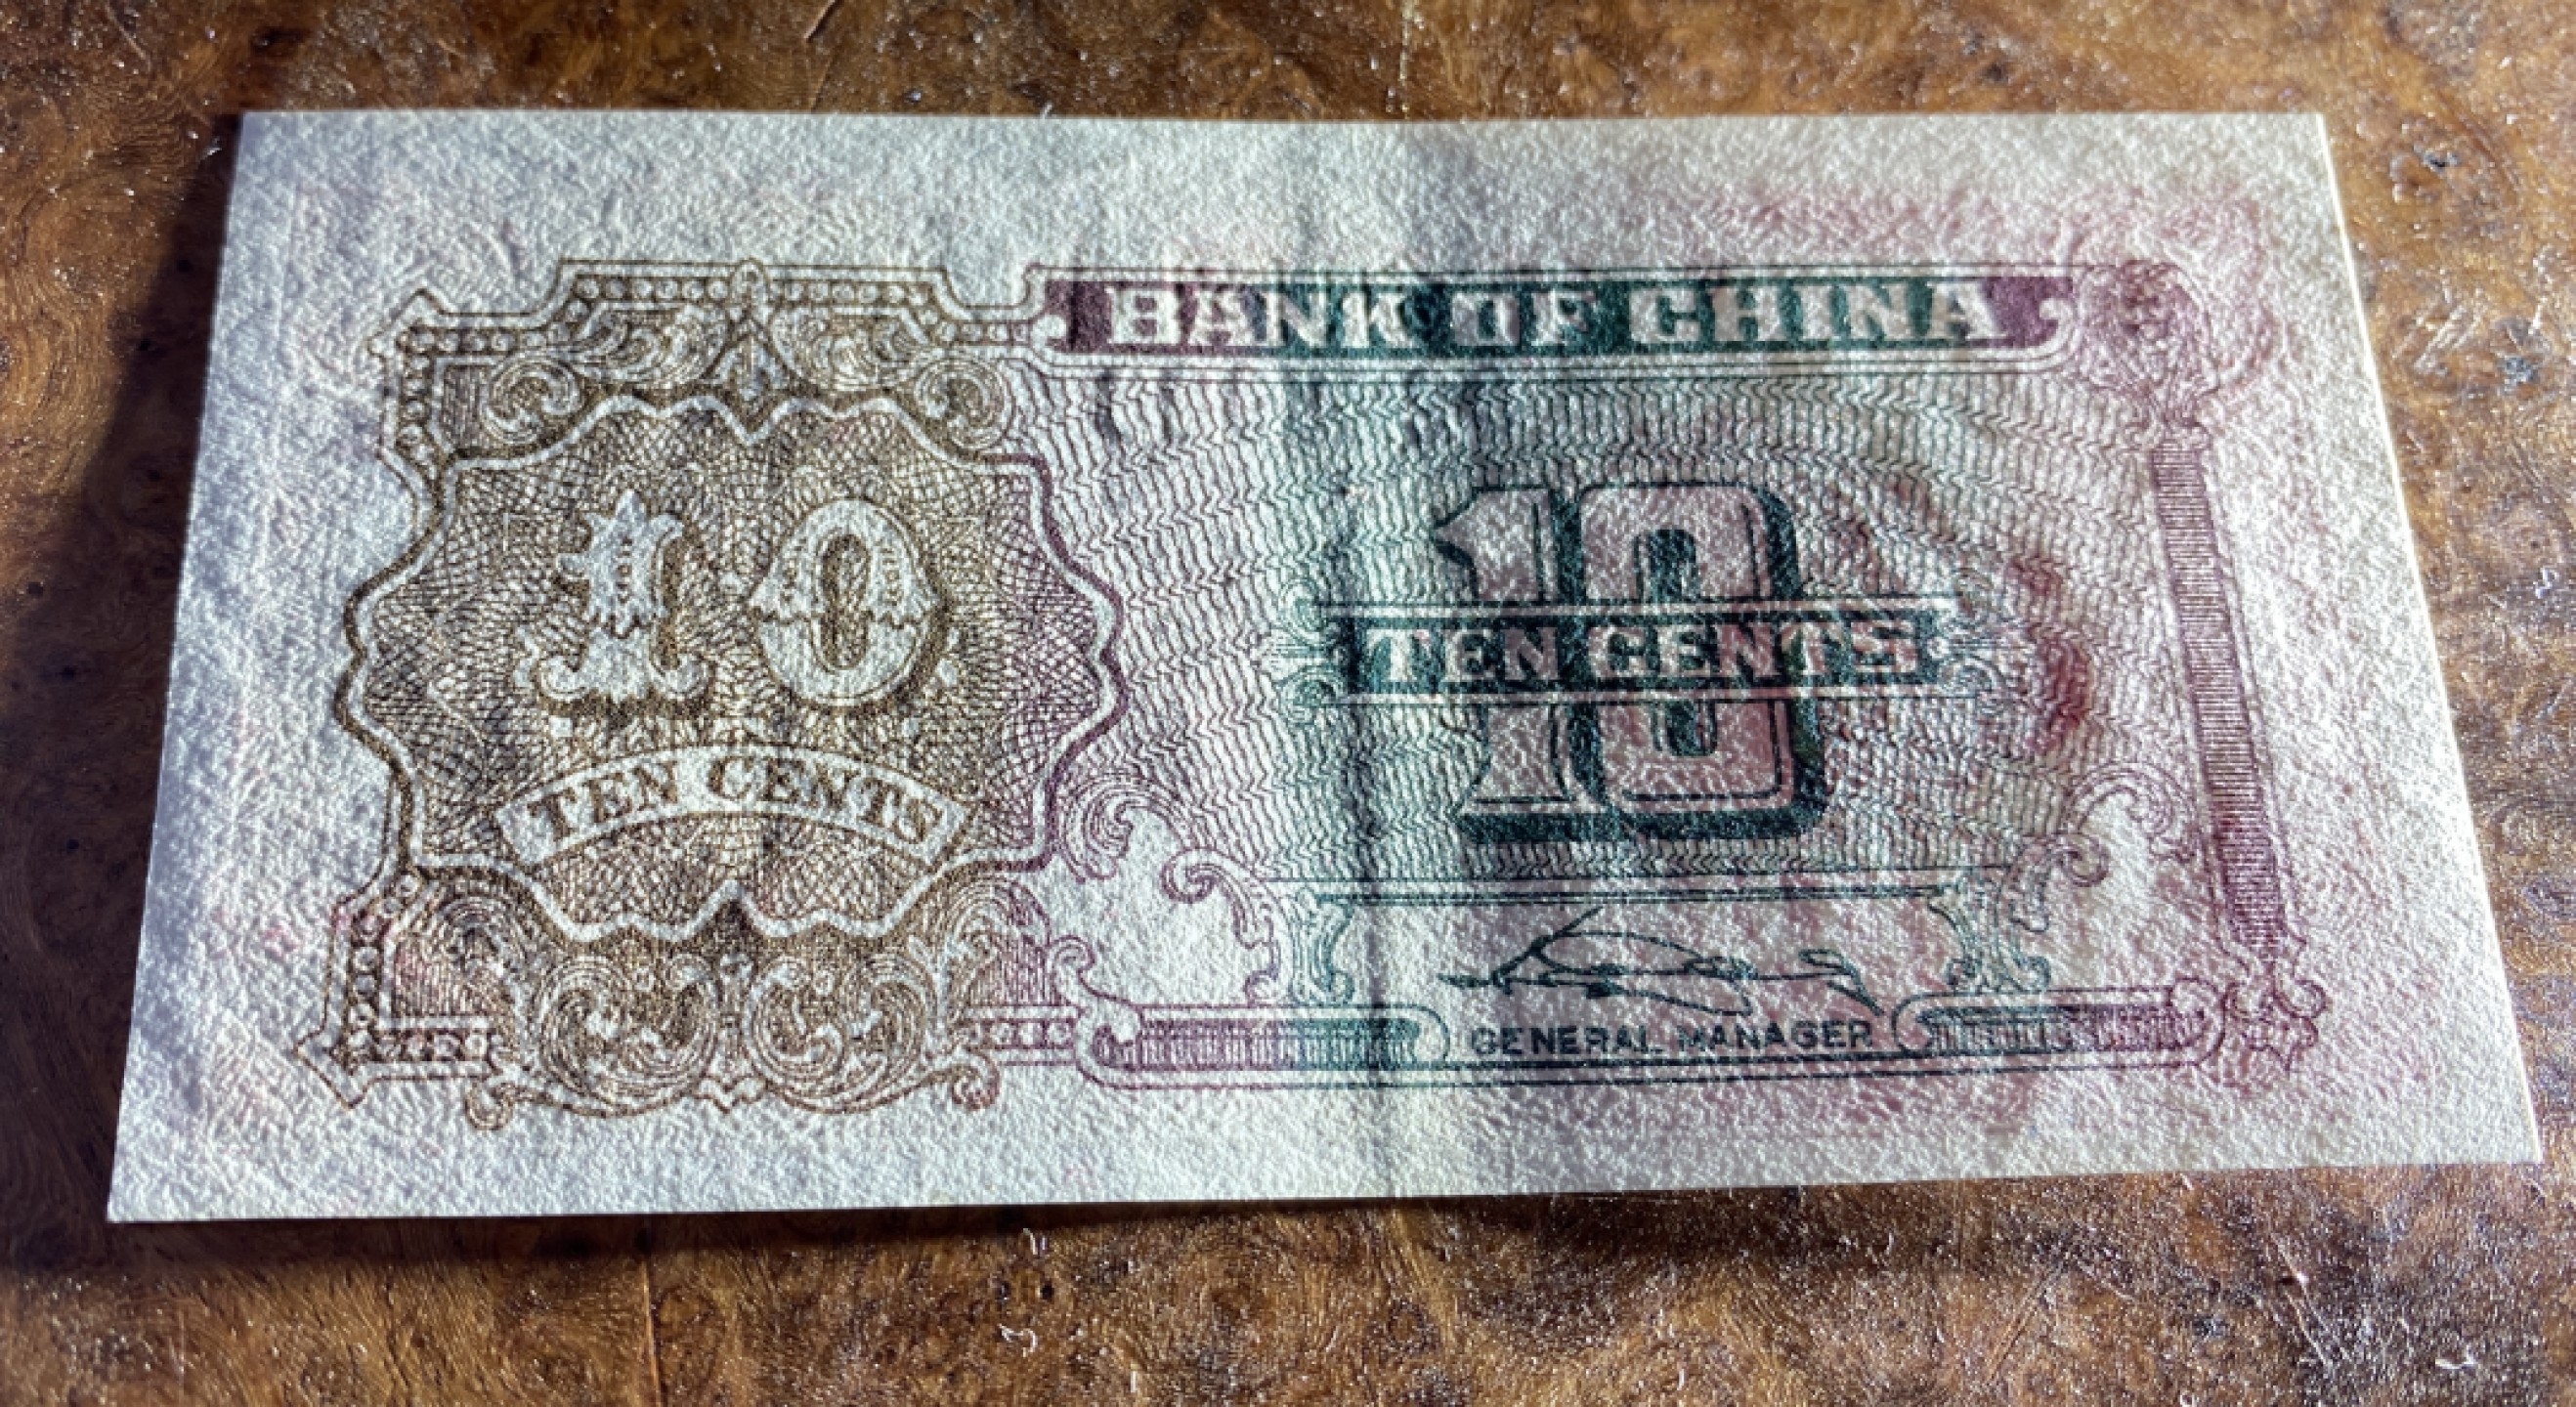 BANK OF CHINA
10
TEN CENTS
10
TEN CENTS
GENERAL MANAGER